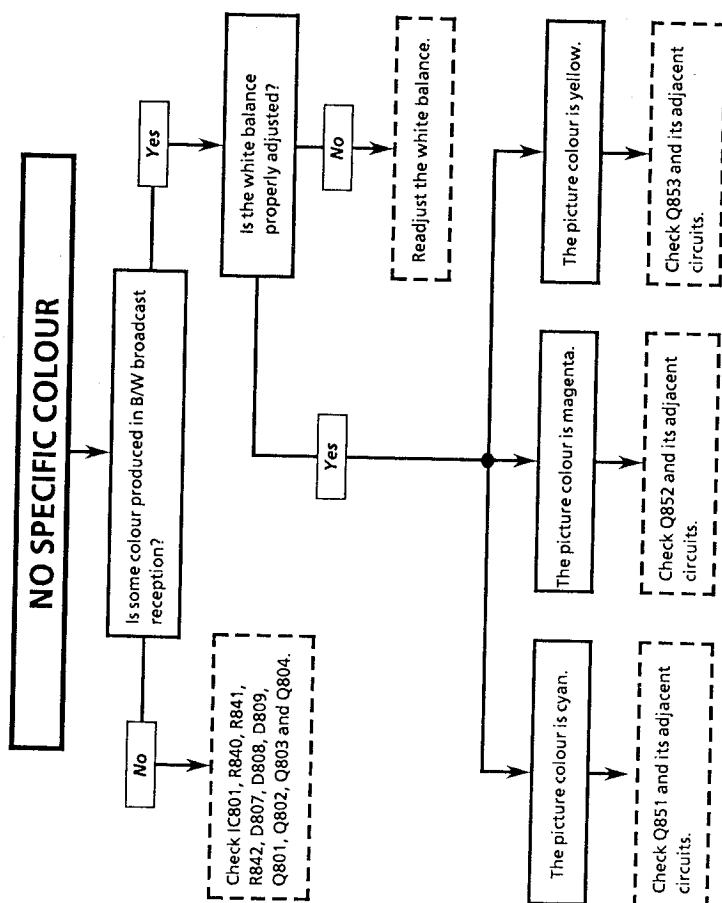 NO SPECIFIC COLOUR
Is some colour produced in B/W broadcast
reception?
No
Yes
Check IC801, R840, R841,
R842, D807, D808, D809,
Q801, Q802, Q803 and Q804.
Is the white balance
properly adjusted?
Yes
No
Readjust the white balance.
The picture colour is cyan.
The picture colour is magenta.
The picture colour is yellow.
Check Q851 and its adjacent
circuits.
Check Q852 and its adjacent
circuits.
Check Q853 and its adjacent
circuits.